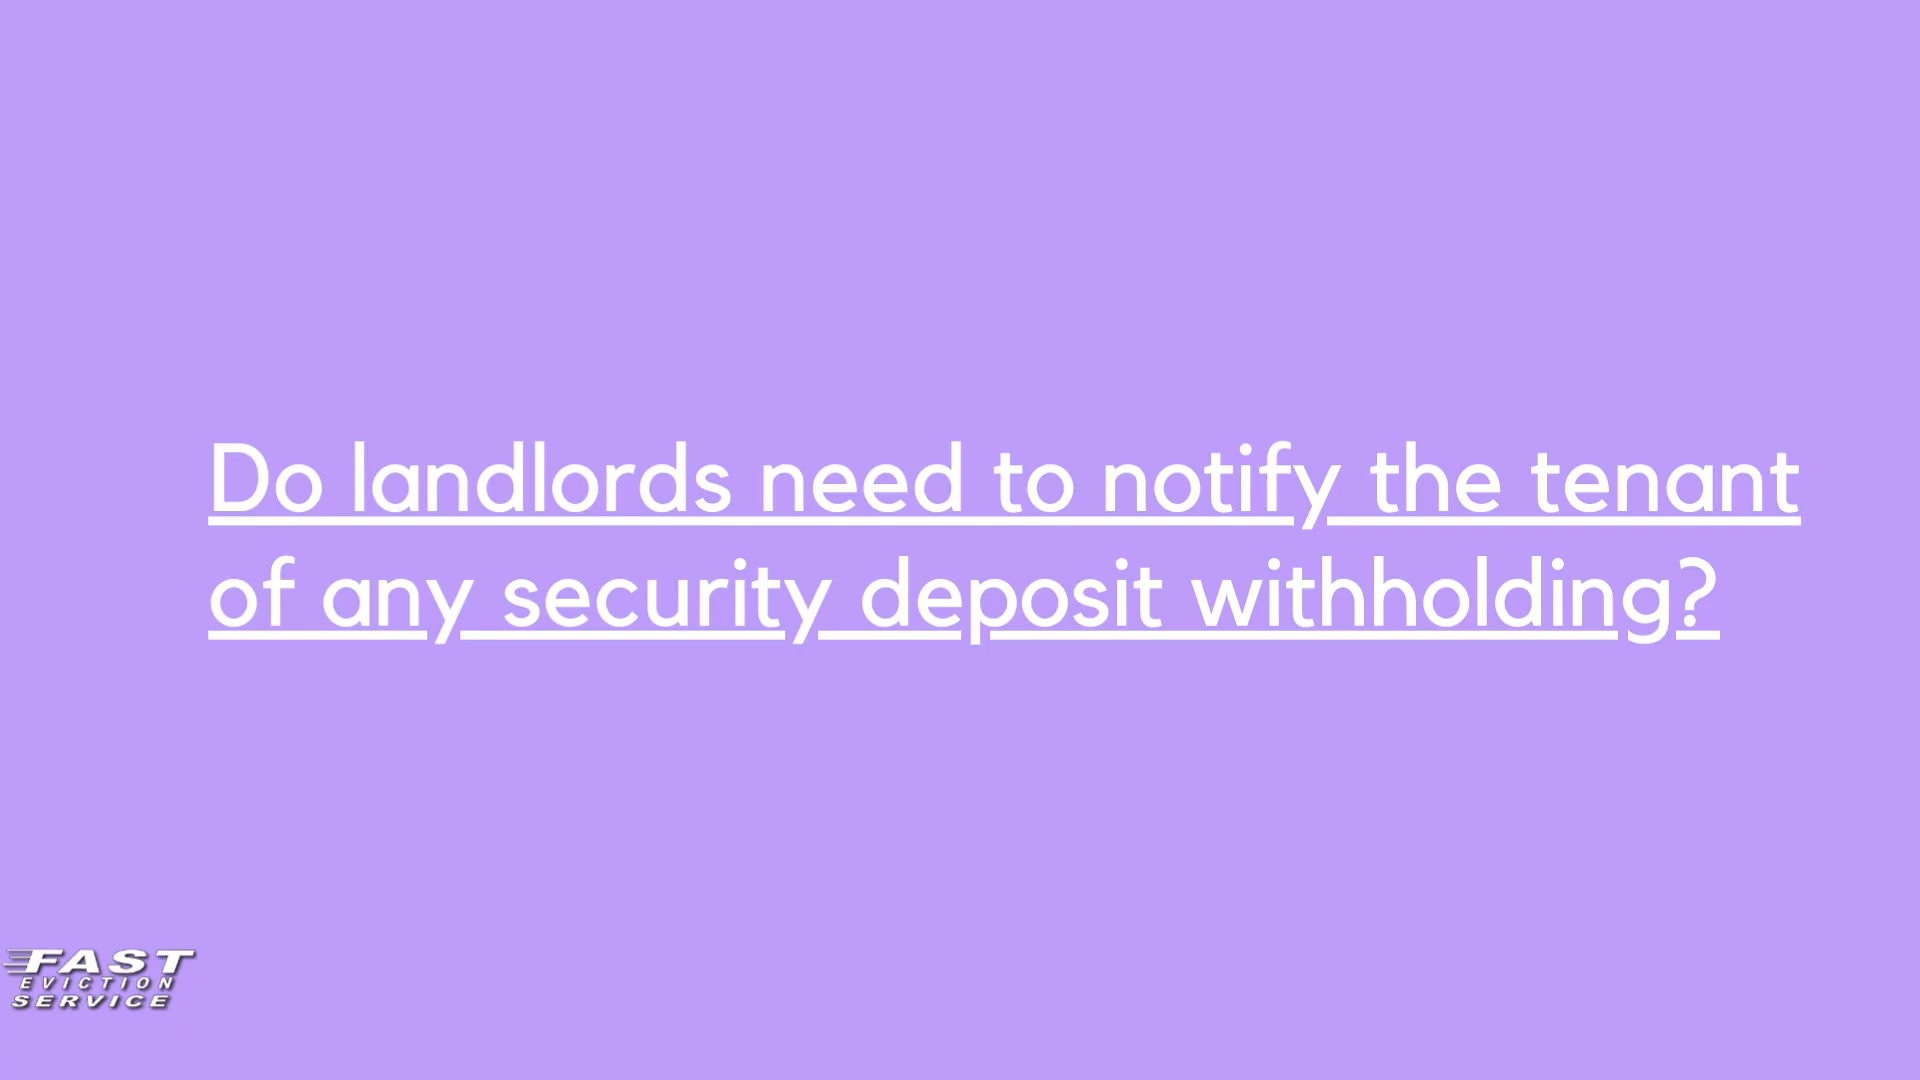 Do landlords need to notify the tenant
of any security deposit withholding?
FAST
EVICTION
SERVICE